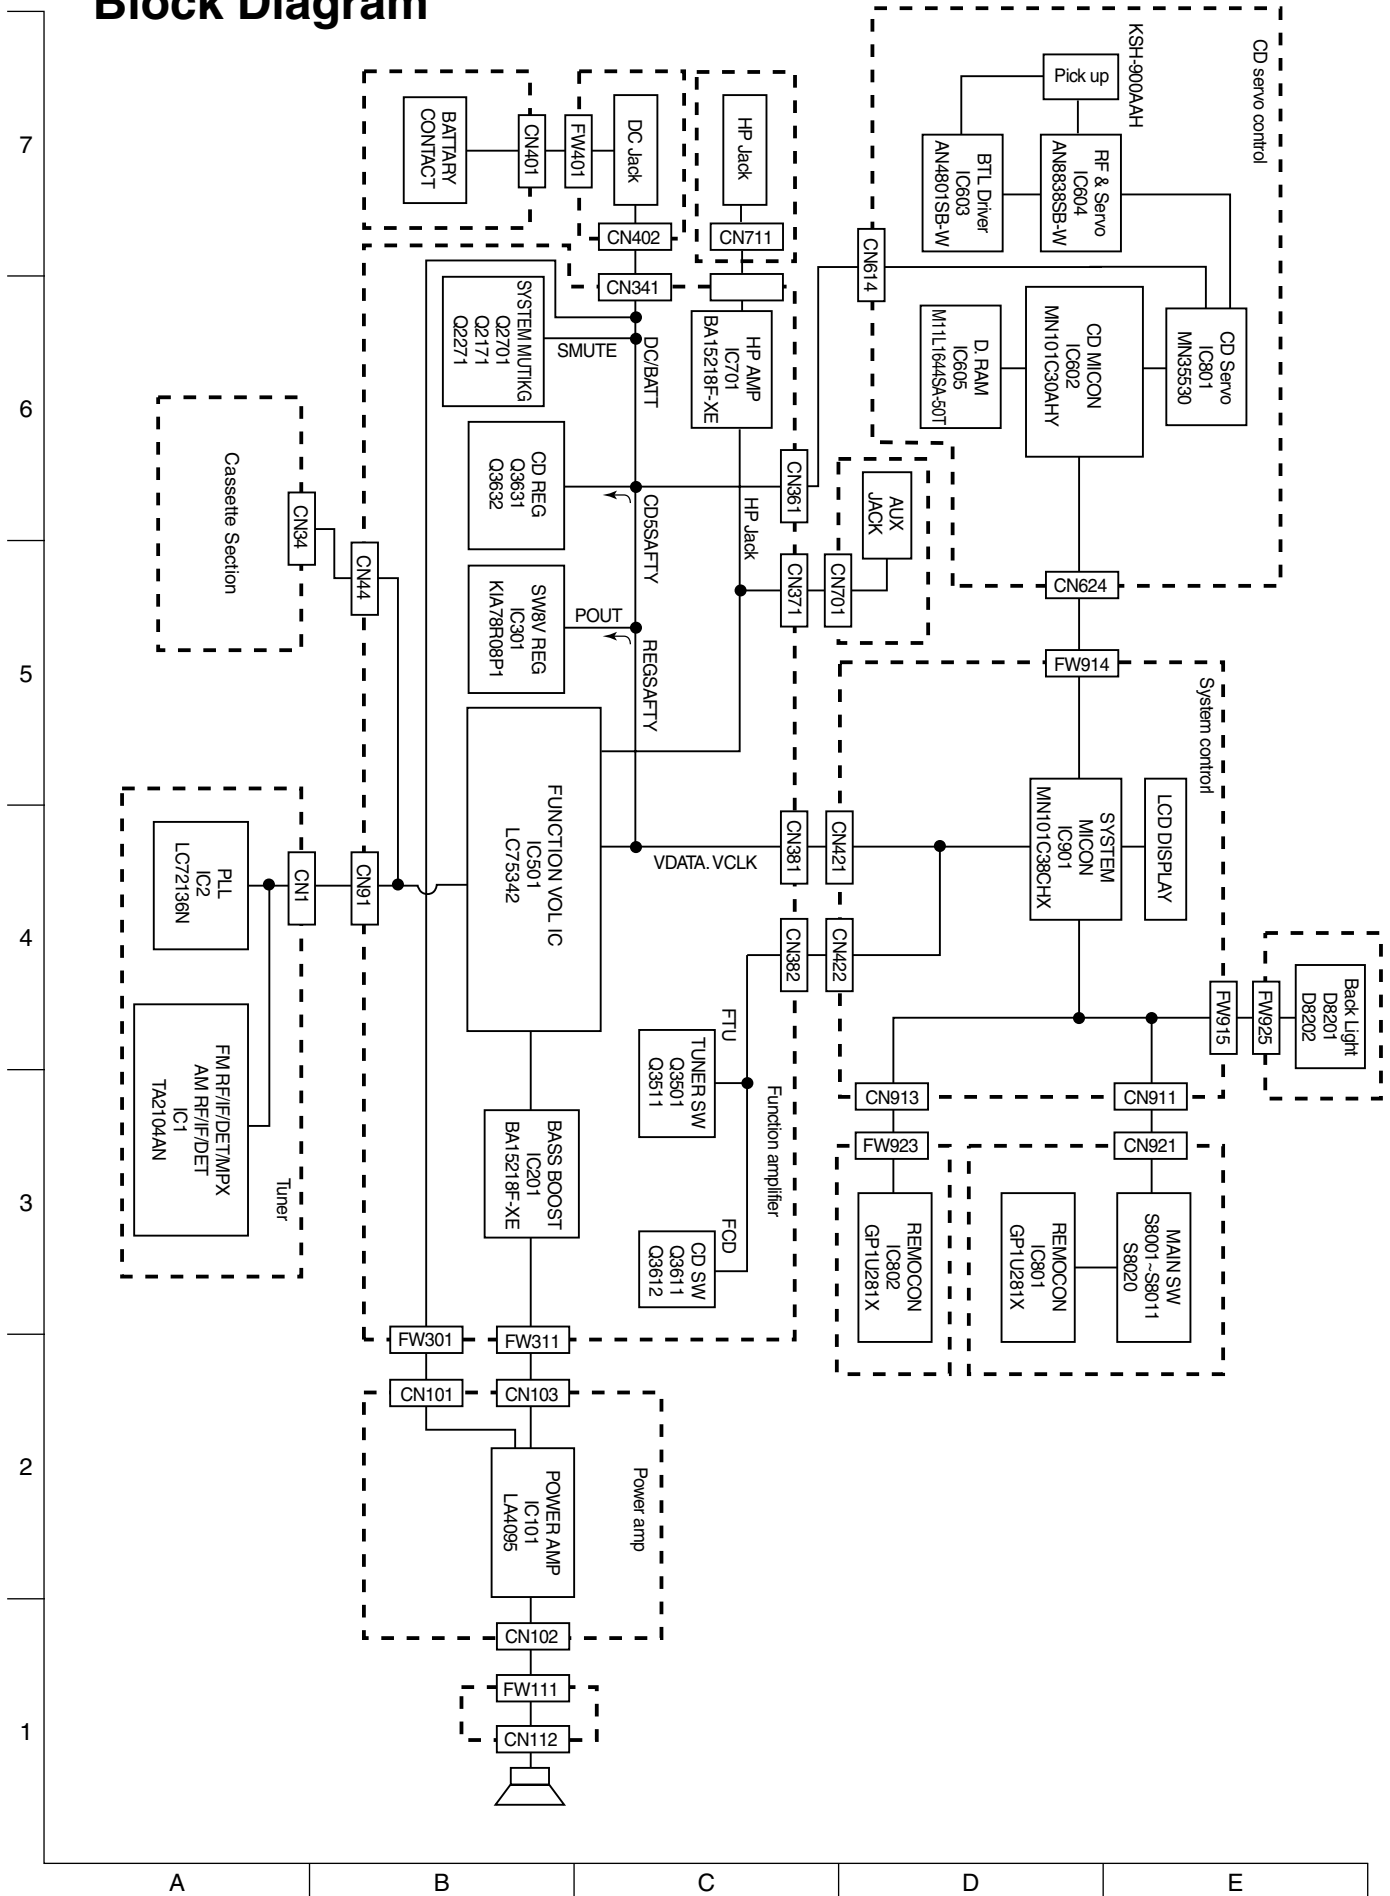 Block Diagram
CD servo control
KSH-900AAH
Pick up
BTL Driver
IC603
AN4801SB-W
RF & Servo
IC604
AN8838SB-W
CN614
D. RAM
IC605
M11L1644SA-50T
CD MICON
IC602
MN101C30AHY
CD Servo
IC801
MN35530
CN624
BATTARY
CONTACT
CN401
FW401
DC Jack
CN402
HP Jack
CN711
CN341
SYSTEM MUTIKG
Q2701
Q2171
Q2271
SMUTE
DC/BATT
HP AMP
IC701
BA15218F-XE
CD REG
Q3631
Q3632
CD5SAFTY
HP Jack
CN361
AUX
JACK
CN371
CN701
SW8V REG
IC301
KIA78R08P1
POUT
REGSAFTY
Cassette Section
CN34
CN44
FW914
System controrl
SYSTEM
MICON
IC901
MN101C38CHX
LCD DISPLAY
FUNCTION VOL IC
IC501
LC75342
VDATA. VCLK
CN381
CN421
CN382
CN422
PLL
IC2
LC72136N
CN1
CN91
FM RF/IF/DET/MPX
AM RF/IF/DET
IC1
TA2104AN
Tuner
FTU
TUNER SW
Q3501
Q3511
Function amplifier
FCD
CD SW
Q3611
Q3612
BASS BOOST
IC201
BA15218F-XE
FW915
FW925
Back Light
D8201
D8202
CN913
CN911
FW923
CN921
REMOCON
IC802
GP1U281X
REMOCON
IC801
GP1U281X
MAIN SW
S8001~S8011
S8020
FW301
FW311
CN101
CN103
POWER AMP
IC101
LA4095
Power amp
CN102
FW111
CN112
7
6
5
4
3
2
1
A
B
C
D
E